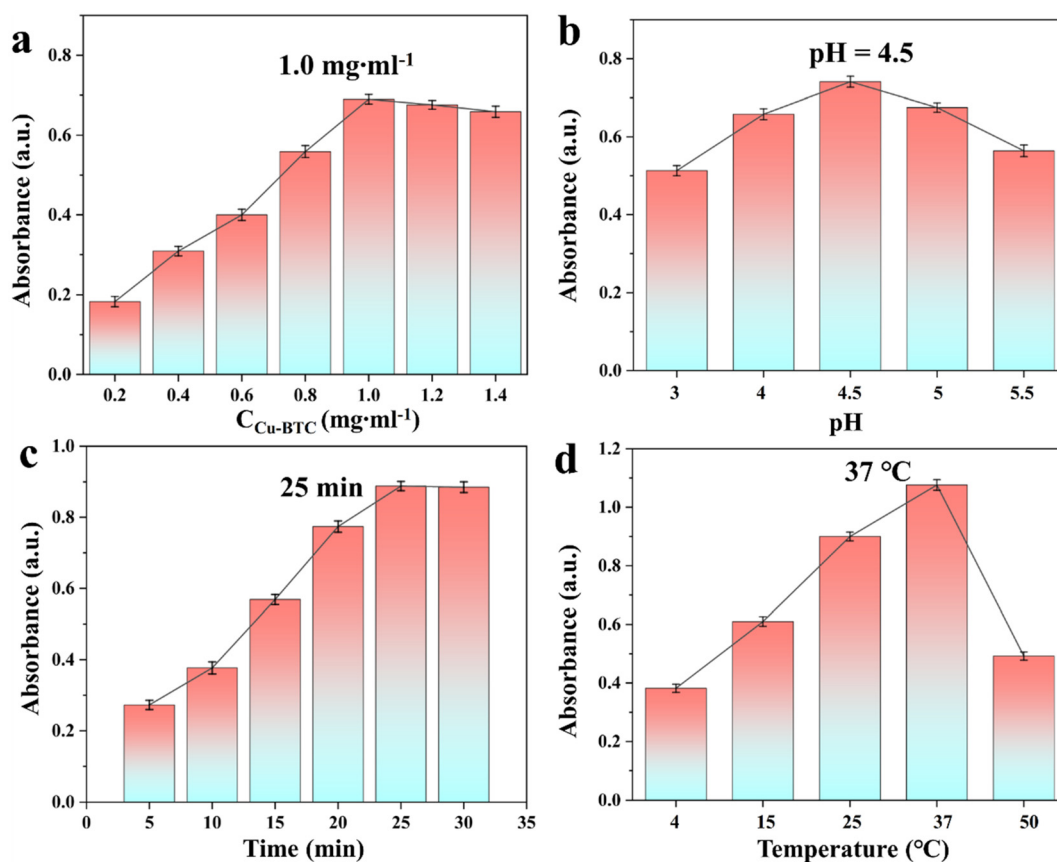 a
1.0 mg·ml⁻¹
Absorbance (a.u.)
0.8
0.6
0.4
0.2
0.0
0.2 0.4 0.6 0.8 1.0 1.2 1.4
C Cu-BTC (mg·ml⁻¹)
b
pH = 4.5
Absorbance (a.u.)
0.8
0.6
0.4
0.2
0.0
3 4 4.5 5 5.5
pH
c
25 min
Absorbance (a.u.)
1.0
0.8
0.6
0.4
0.2
0.0
0 5 10 15 20 25 30 35
Time (min)
d
37 °C
Absorbance (a.u.)
1.2
1.0
0.8
0.6
0.4
0.2
0.0
4 15 25 37 50
Temperature (°C)